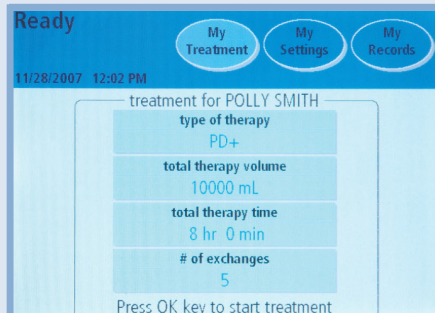 Ready
My Treatment
My Settings
My Records
11/28/2007 12:02 PM
treatment for POLLY SMITH
type of therapy
PD+
total therapy volume
10000 mL
total therapy time
8 hr 0 min
# of exchanges
5
Press OK key to start treatment